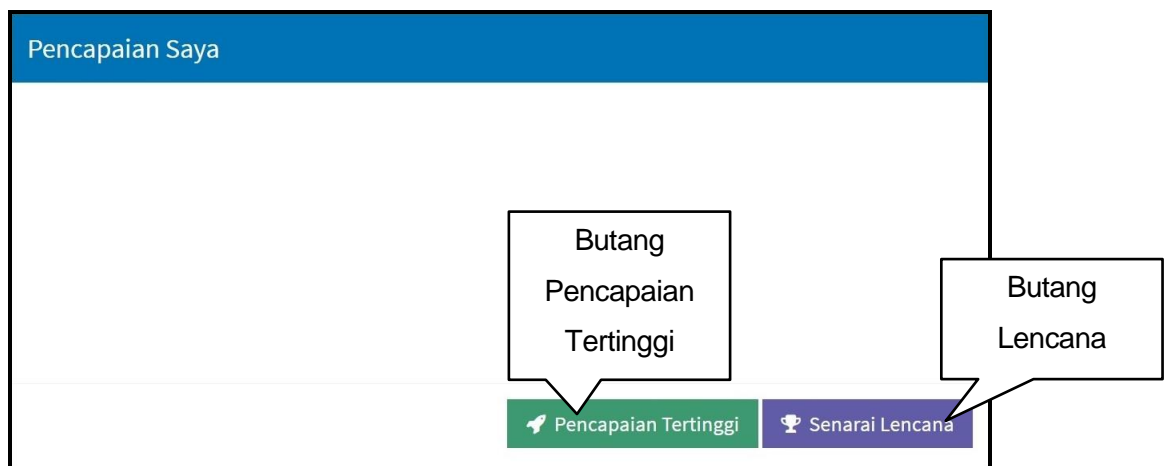 Pencapaian Saya
Butang
Pencapaian
Tertinggi
Butang
Lencana
Pencapaian Tertinggi
Senarai Lencana